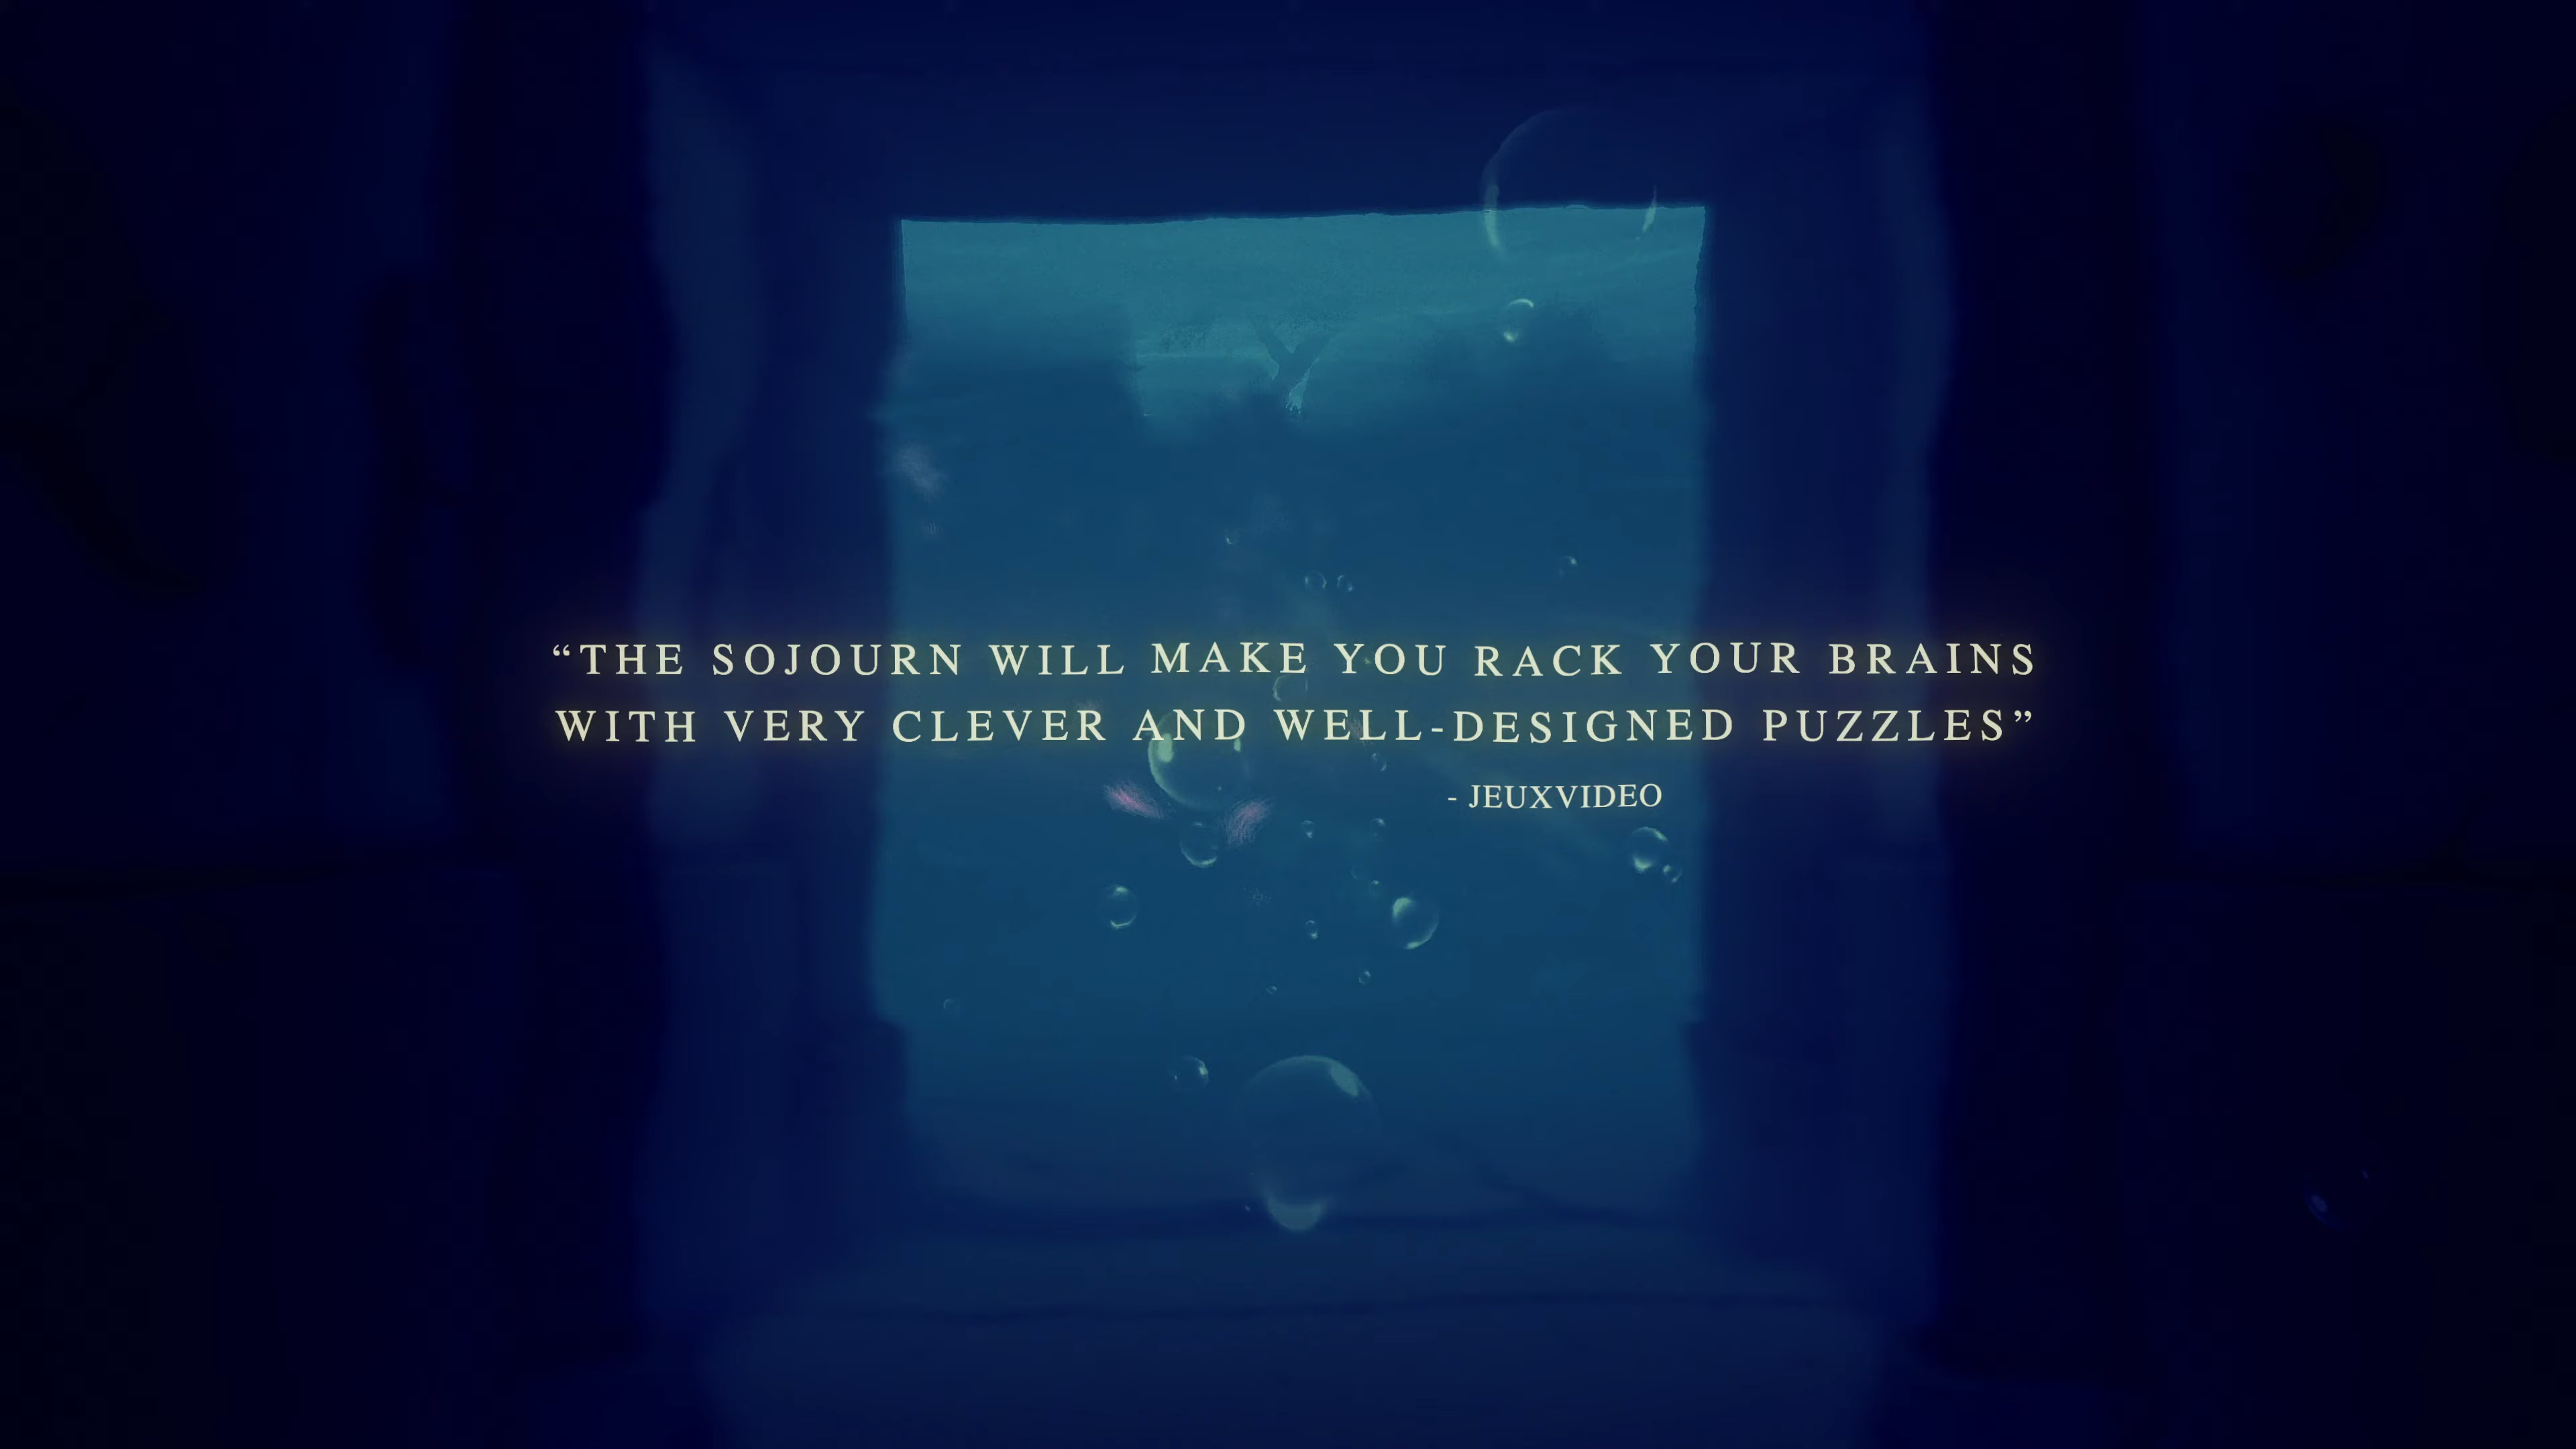 “THE SOJOURN WILL MAKE YOU RACK YOUR BRAINS
WITH VERY CLEVER AND WELL-DESIGNED PUZZLES”
- JEUXVIDEO